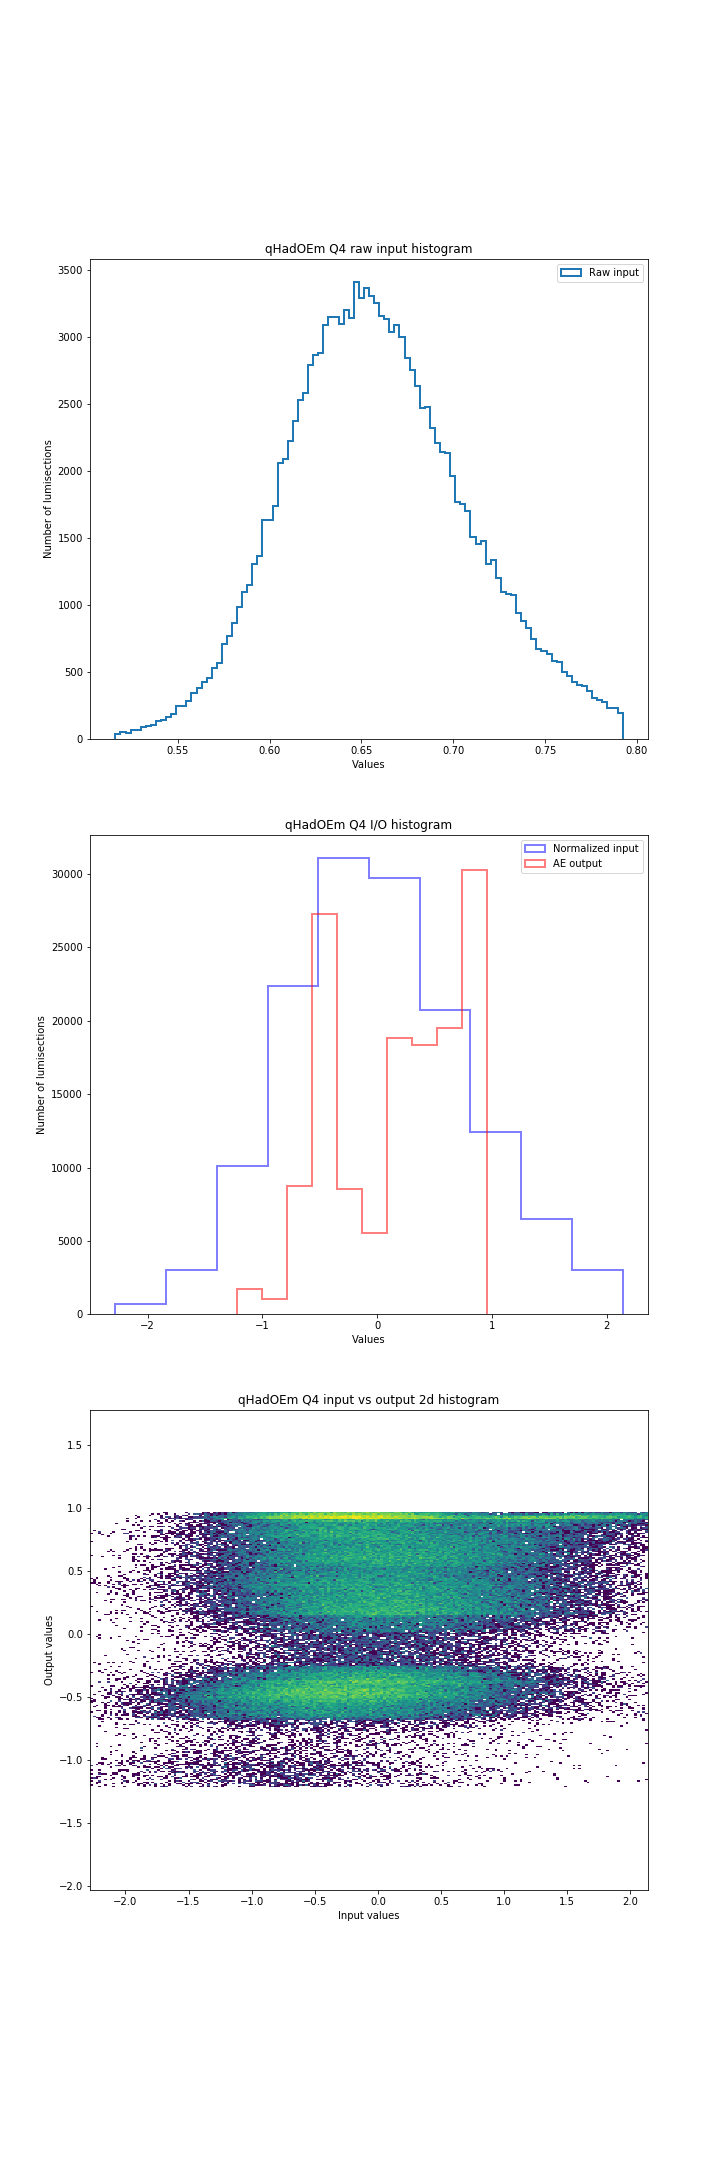 qHadOEm Q4 raw input histogram
Raw input
3500
3000
2500
2000
1500
1000
500
0
Number of lumisections
0.55 0.60 0.65 0.70 0.75 0.80
Values
qHadOEm Q4 I/O histogram
Normalized input
AE output
30000
25000
20000
15000
10000
5000
0
Number of lumisections
−2 −1 0 1 2
Values
qHadOEm Q4 input vs output 2d histogram
1.5
1.0
0.5
0.0
−0.5
−1.0
−1.5
−2.0
Output values
−2.0 −1.5 −1.0 −0.5 0.0 0.5 1.0 1.5 2.0
Input values